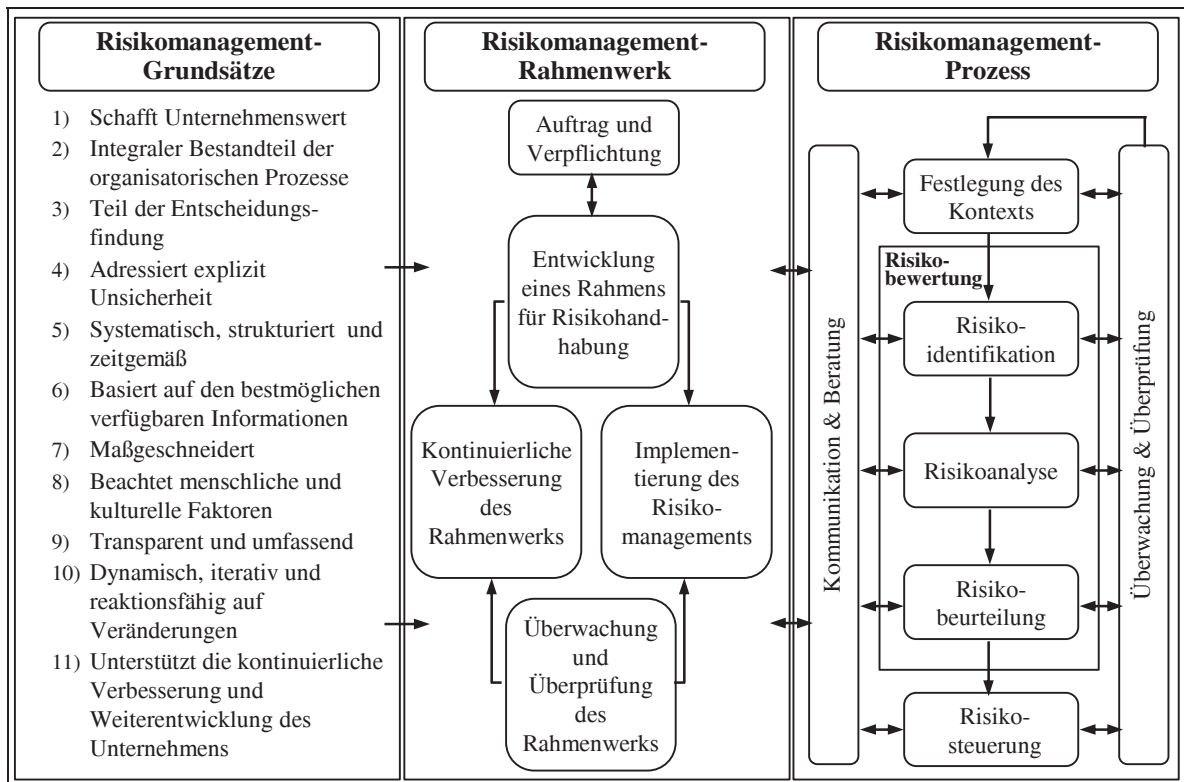 Risikomanagement-
Grundsätze
1) Schafft Unternehmenswert
2) Integraler Bestandteil der
organisatorischen Prozesse
3) Teil der Entscheidungs-
findung
4) Adressiert explizit
Unsicherheit
5) Systematisch, strukturiert und
zeitgemäß
6) Basiert auf den bestmöglichen
verfügbaren Informationen
7) Maßgeschneidert
8) Beachtet menschliche und
kulturelle Faktoren
9) Transparent und umfassend
10) Dynamisch, iterativ und
reaktionsfähig auf
Veränderungen
11) Unterstützt die kontinuierliche
Verbesserung und
Weiterentwicklung des
Unternehmens
Risikomanagement-
Rahmenwerk
Auftrag und
Verpflichtung
Entwicklung
eines Rahmens
für Risikohand-
habung
Kontinuierliche
Verbesserung
des
Rahmenwerks
Implemen-
tierung des
Risiko-
managements
Überwachung
und
Überprüfung
des
Rahmenwerks
Risikomanagement-
Prozess
Kommunikation & Beratung
Festlegung des
Kontexts
Risiko-
bewertung
Risiko-
identifikation
Risikoanalyse
Risiko-
beurteilung
Risiko-
steuerung
Überwachung & Überprüfung